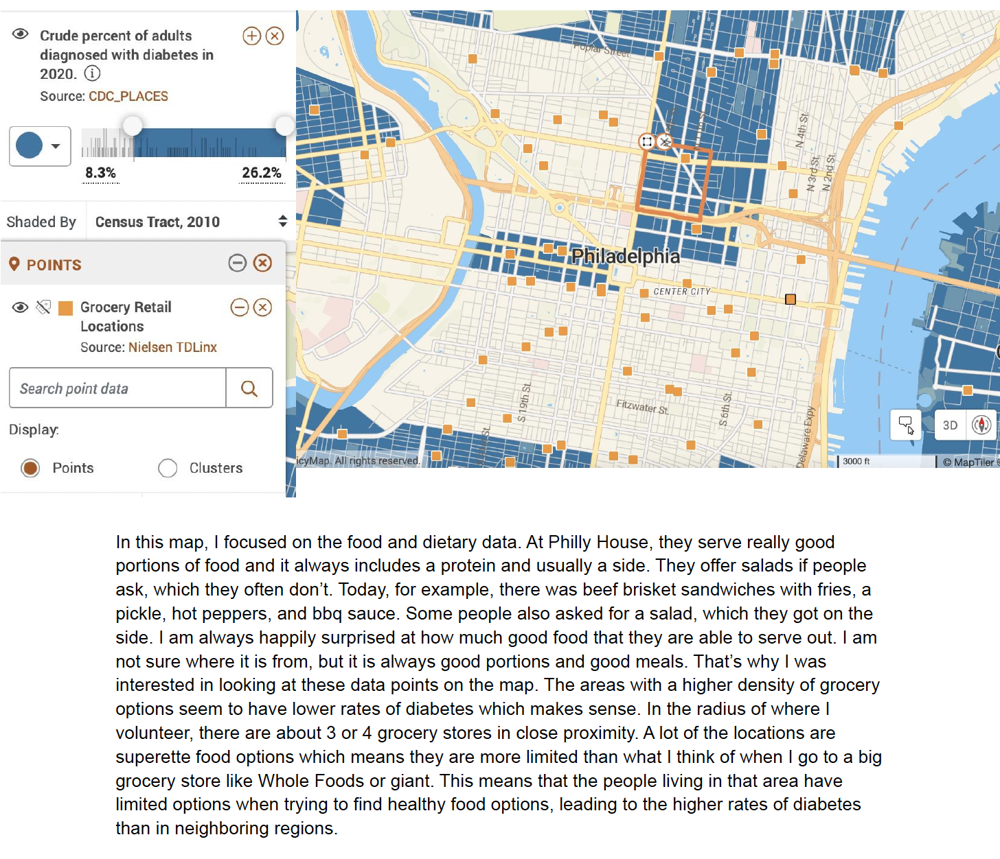 Crude percent of adults
diagnosed with diabetes in
2020.
Source: CDC_PLACES
8.3%
26.2%
Shaded By
Census Tract, 2010
POINTS
Grocery Retail
Locations
Source: Nielsen TDLinx
Search point data
Display:
Points
Clusters
Poplar Street
N 4th St.
N 3rd St.
N 2nd St.
Philadelphia
CENTER CITY
S 19th St.
Fitzwater St.
S 6th St.
Delaware Expy
3D
icyMap. All rights reserved.
3000 ft
© MapTiler
In this map, I focused on the food and dietary data. At Philly House, they serve really good
portions of food and it always includes a protein and usually a side. They offer salads if people
ask, which they often don’t. Today, for example, there was beef brisket sandwiches with fries, a
pickle, hot peppers, and bbq sauce. Some people also asked for a salad, which they got on the
side. I am always happily surprised at how much good food that they are able to serve out. I am
not sure where it is from, but it is always good portions and good meals. That’s why I was
interested in looking at these data points on the map. The areas with a higher density of grocery
options seem to have lower rates of diabetes which makes sense. In the radius of where I
volunteer, there are about 3 or 4 grocery stores in close proximity. A lot of the locations are
superette food options which means they are more limited than what I think of when I go to a big
grocery store like Whole Foods or giant. This means that the people living in that area have
limited options when trying to find healthy food options, leading to the higher rates of diabetes
than in neighboring regions.